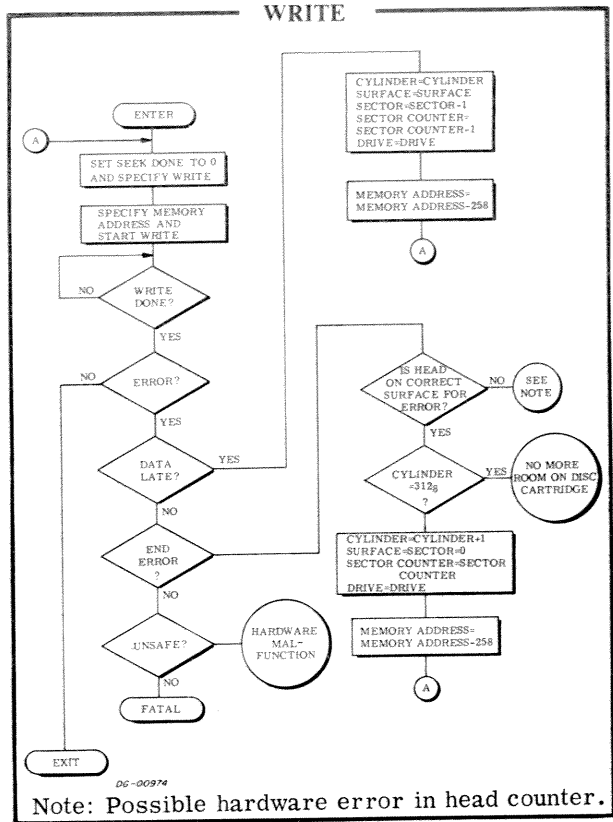 WRITE
ENTER
A
SET SEEK DONE TO 0
AND SPECIFY WRITE
SPECIFY MEMORY
ADDRESS AND
START WRITE
NO
WRITE
DONE?
YES
NO
ERROR?
YES
DATA
LATE?
YES
NO
END
ERROR
?
NO
UNSAFE?
HARDWARE
MAL-
FUNCTION
NO
FATAL
EXIT
CYLINDER=CYLINDER
SURFACE=SURFACE
SECTOR=SECTOR-1
SECTOR COUNTER=
SECTOR COUNTER-1
DRIVE=DRIVE
MEMORY ADDRESS=
MEMORY ADDRESS-258
A
IS HEAD
ON CORRECT
SURFACE FOR
ERROR?
NO
SEE
NOTE
YES
CYLINDER
=312₈
?
YES
NO MORE
ROOM ON DISC
CARTRIDGE
CYLINDER=CYLINDER+1
SURFACE=SECTOR=0
SECTOR COUNTER=SECTOR
COUNTER
DRIVE=DRIVE
MEMORY ADDRESS=
MEMORY ADDRESS-258
A
DG-00974
Note: Possible hardware error in head counter.